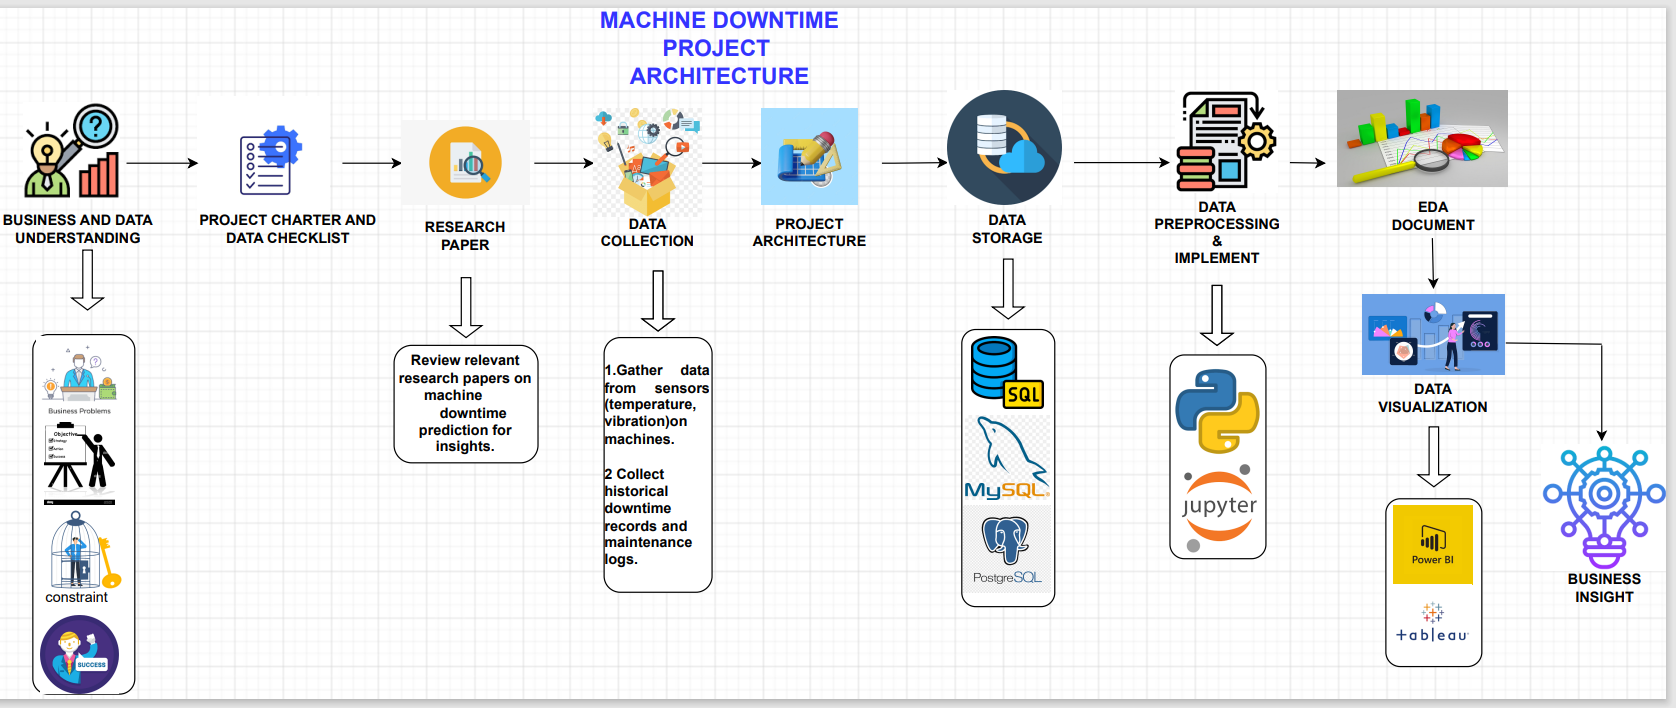 MACHINE DOWNTIME
PROJECT
ARCHITECTURE
BUSINESS AND DATA
UNDERSTANDING
PROJECT CHARTER AND
DATA CHECKLIST
RESEARCH
PAPER
DATA
COLLECTION
PROJECT
ARCHITECTURE
DATA
STORAGE
DATA
PREPROCESSING
&
IMPLEMENT
EDA
DOCUMENT
Business Problems
Objective
constraint
SUCCESS
Review relevant
research papers on
machine
downtime
prediction for
insights.
1.Gather data
from sensors
(temperature,
vibration)on
machines.
2 Collect
historical
downtime
records and
maintenance
logs.
SQL
MySQL
PostgreSQL
jupyter
DATA
VISUALIZATION
Power BI
+ableau
BUSINESS
INSIGHT